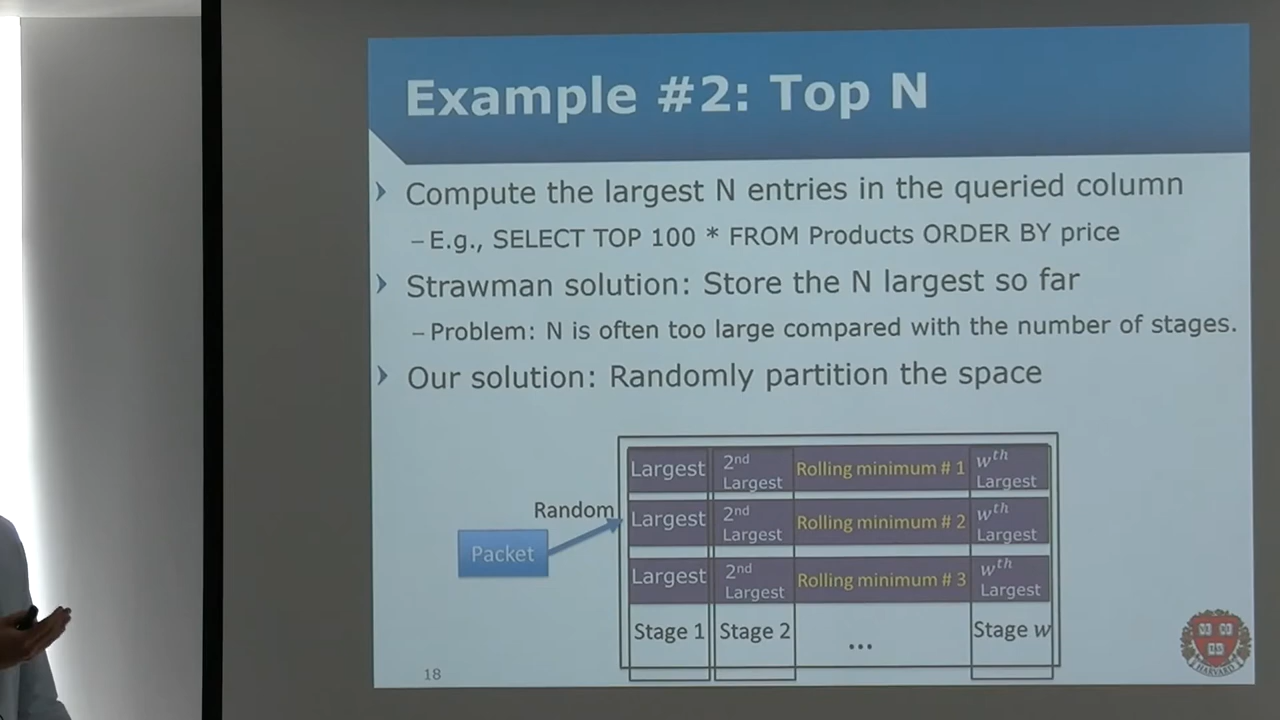 Example #2: Top N
› Compute the largest N entries in the queried column
– E.g., SELECT TOP 100 * FROM Products ORDER BY price
› Strawman solution: Store the N largest so far
– Problem: N is often too large compared with the number of stages.
› Our solution: Randomly partition the space
Largest 2nd Largest Rolling minimum # 1 wth Largest
Random
Packet
Largest 2nd Largest Rolling minimum # 2 wth Largest
Largest 2nd Largest Rolling minimum # 3 wth Largest
Stage 1 Stage 2 ... Stage w
18
HARVARD